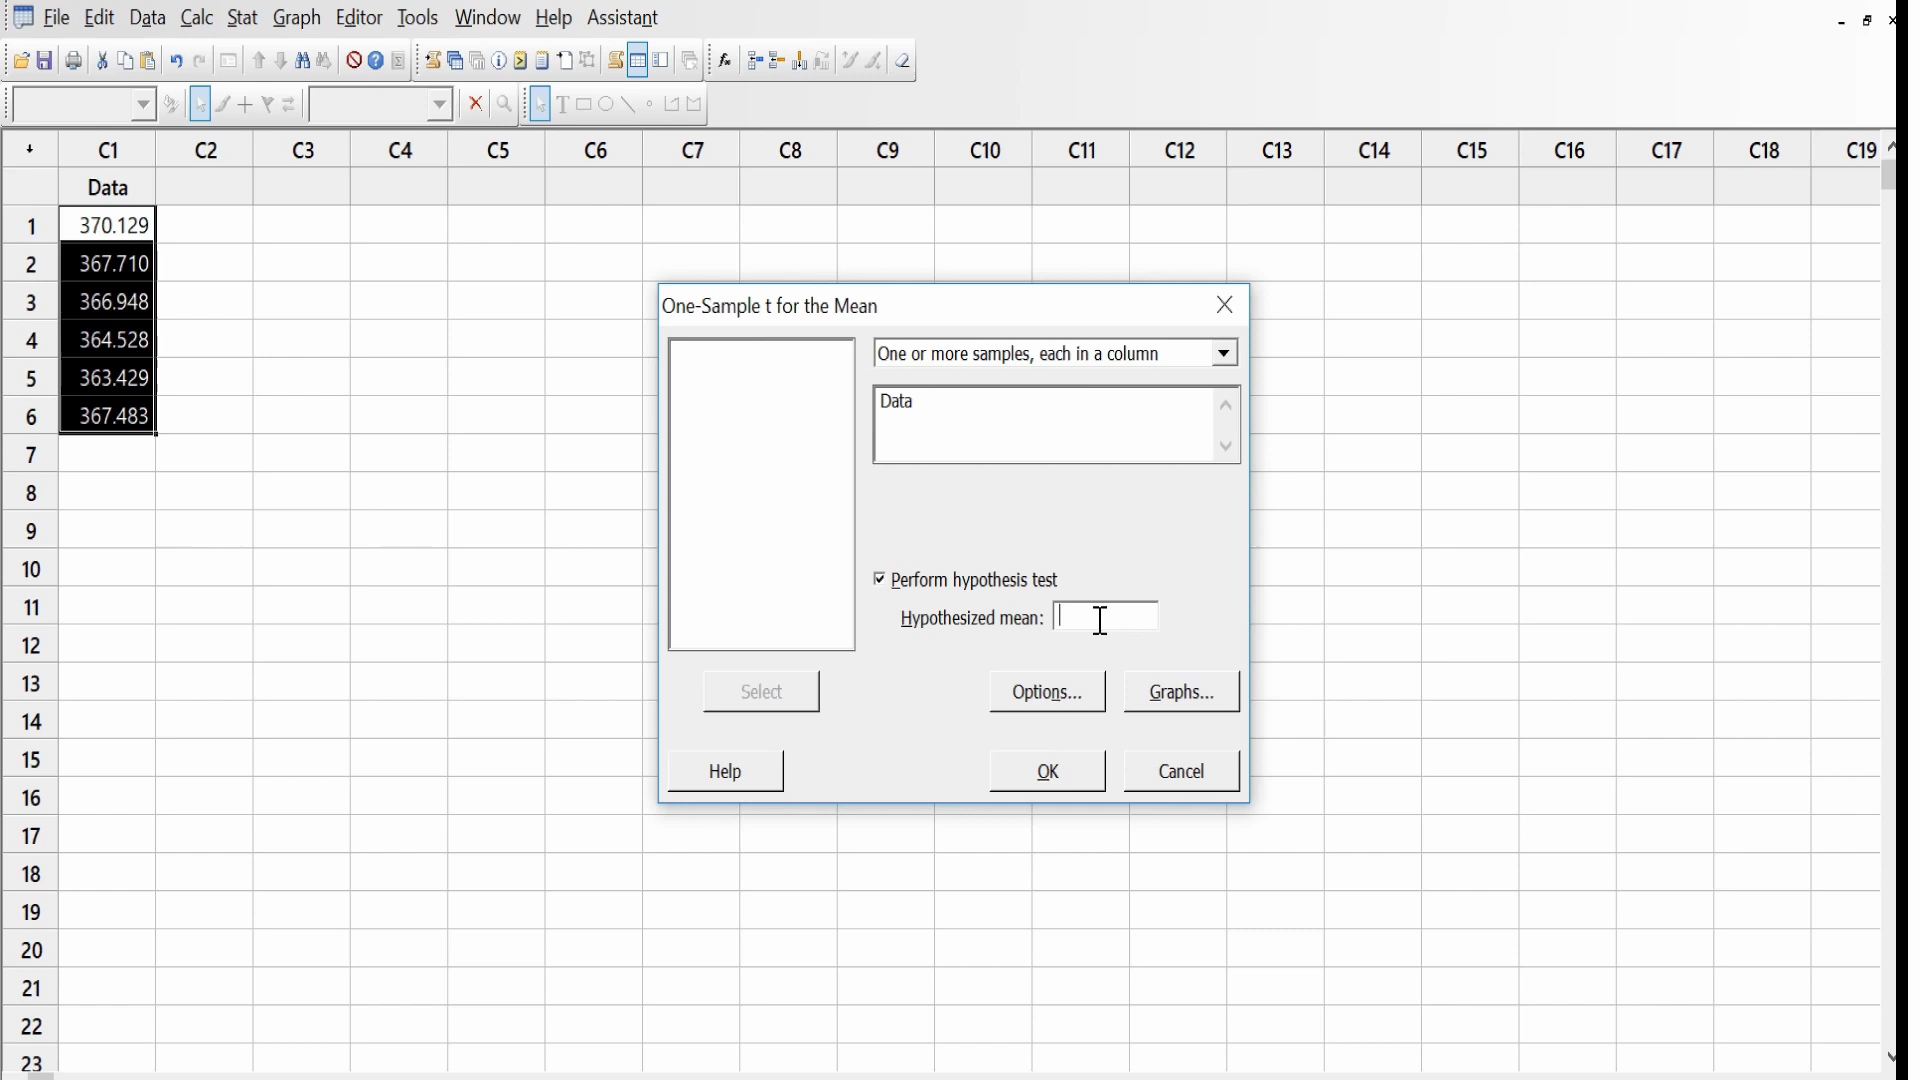 File Edit Data Calc Stat Graph Editor Tools Window Help Assistant
C1 C2 C3 C4 C5 C6 C7 C8 C9 C10 C11 C12 C13 C14 C15 C16 C17 C18 C19
Data
1 370.129
2 367.710
3 366.948
4 364.528
5 363.429
6 367.483
7
8
9
10
11
12
13
14
15
16
17
18
19
20
21
22
23
One-Sample t for the Mean
One or more samples, each in a column
Data
Perform hypothesis test
Hypothesized mean:
Select Options... Graphs...
Help OK Cancel